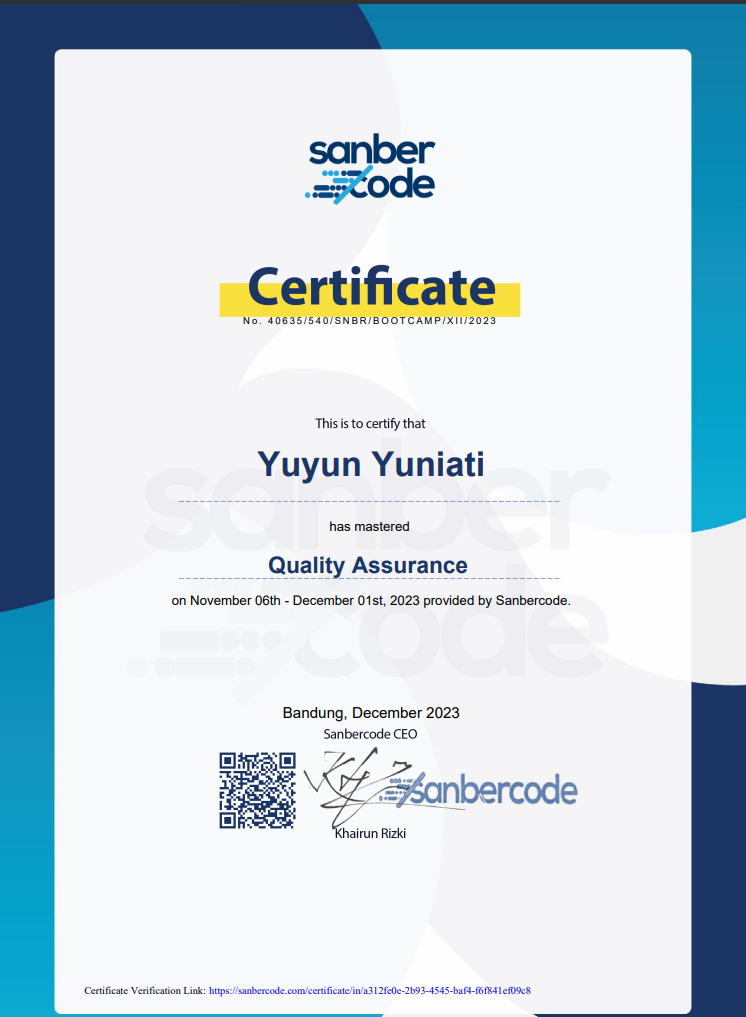 sanber
code
Certificate
No. 40635/540/SNBR/BOOTCAMP/XII/2023
This is to certify that
Yuyun Yuniati
has mastered
Quality Assurance
on November 06th - December 01st, 2023 provided by Sanbercode.
sanber
code
Bandung, December 2023
Sanbercode CEO
sanbercode
Khairun Rizki
Certificate Verification Link: https://sanbercode.com/certificate/in/a312fe0e-2b93-4545-baf4-f6f841ef09c8